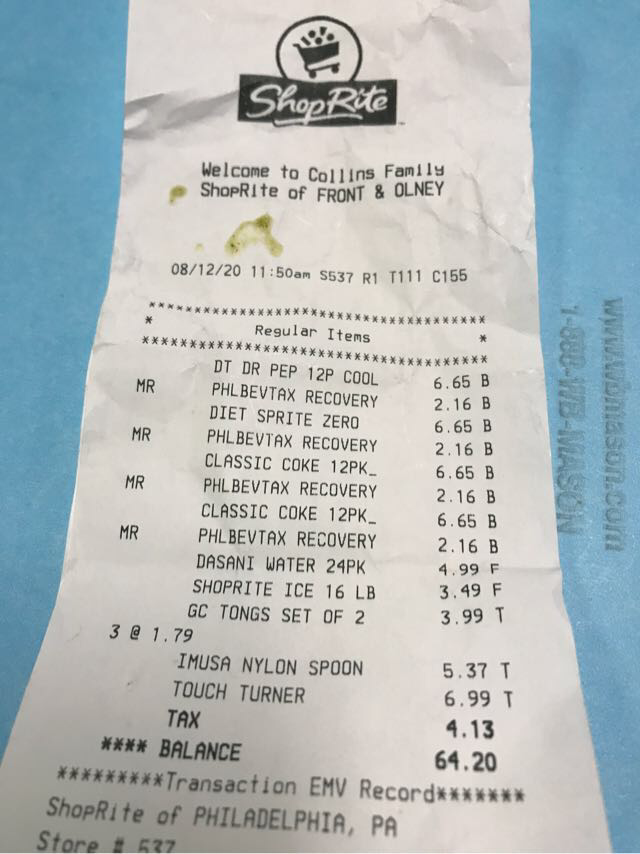 ShopRite
Welcome to Collins Family
ShopRite of FRONT & OLNEY
08/12/20 11:50am S537 R1 T111 C155
************************************
* Regular Items *
************************************
DT DR PEP 12P COOL 6.65 B
MR PHLBEVTAX RECOVERY 2.16 B
DIET SPRITE ZERO 6.65 B
MR PHLBEVTAX RECOVERY 2.16 B
CLASSIC COKE 12PK_ 6.65 B
MR PHLBEVTAX RECOVERY 2.16 B
CLASSIC COKE 12PK_ 6.65 B
MR PHLBEVTAX RECOVERY 2.16 B
DASANI WATER 24PK 4.99 F
SHOPRITE ICE 16 LB 3.49 F
GC TONGS SET OF 2 3.99 T
3 @ 1.79
IMUSA NYLON SPOON 5.37 T
TOUCH TURNER 6.99 T
TAX 4.13
**** BALANCE 64.20
*********Transaction EMV Record*******
ShopRite of PHILADELPHIA, PA
Store # 537
www.wbmason.com
1-888-WB-MASON